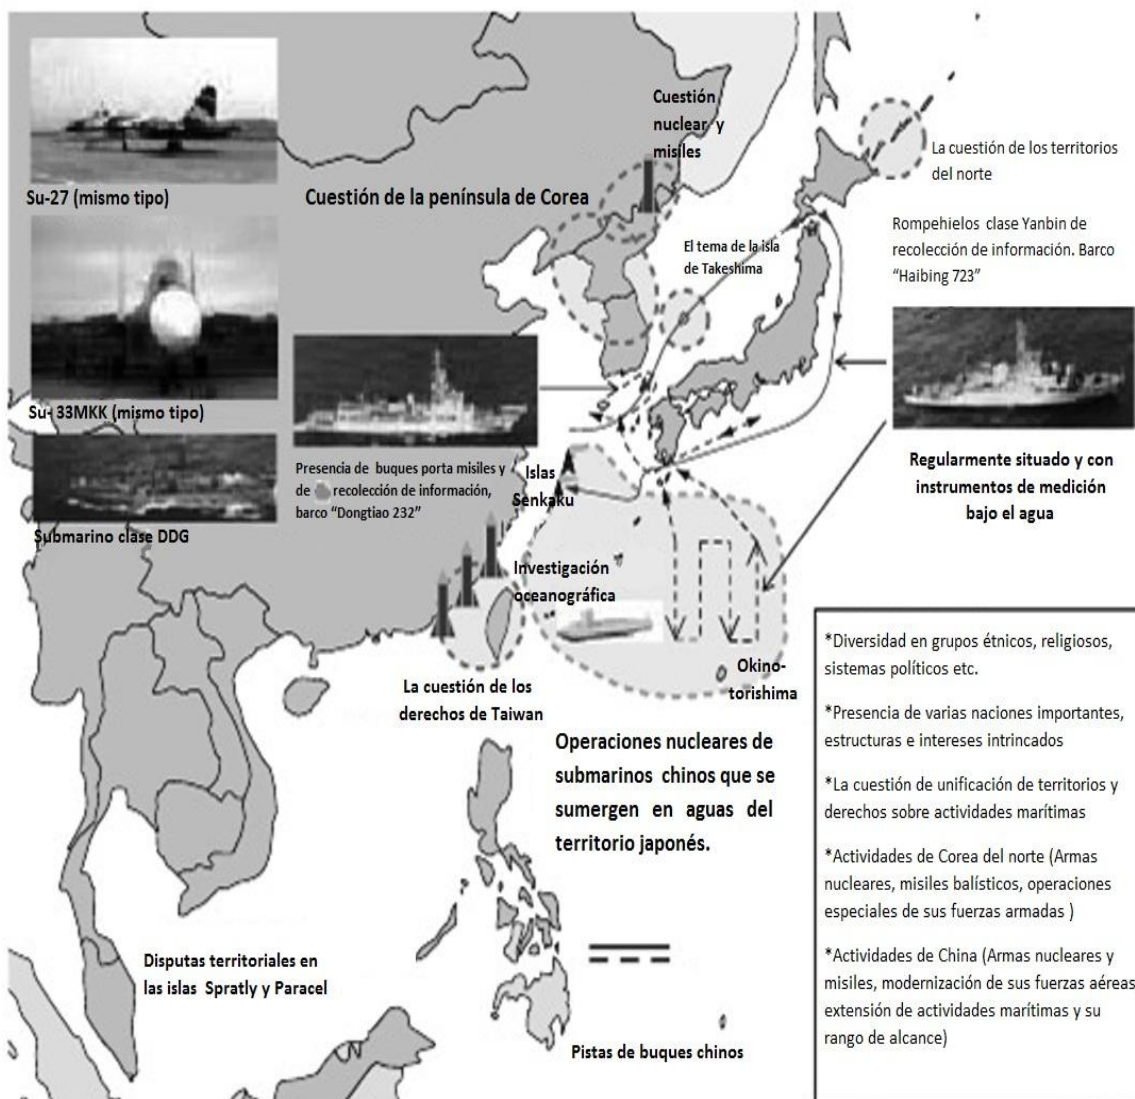 Su-27 (mismo tipo)
Su- 33MKK (mismo tipo)
Submarino clase DDG
Cuestión de la península de Corea
Cuestión
nuclear y
misiles
El tema de la isla
de Takeshima
La cuestión de los territorios
del norte
Rompehielos clase Yanbin de
recolección de información. Barco
“Haibing 723”
Presencia de buques porta misiles y
de recolección de información,
barco “Dongtiao 232”
Islas
Senkaku
Regularmente situado y con
instrumentos de medición
bajo el agua
Investigación
oceanográfica
Okino-
torishima
La cuestión de los
derechos de Taiwan
Operaciones nucleares de
submarinos chinos que se
sumergen en aguas del
territorio japonés.
Disputas territoriales en
las islas Spratly y Paracel
Pistas de buques chinos
*Diversidad en grupos étnicos, religiosos,
sistemas políticos etc.
*Presencia de varias naciones importantes,
estructuras e intereses intrincados
*La cuestión de unificación de territorios y
derechos sobre actividades marítimas
*Actividades de Corea del norte (Armas
nucleares, misiles balísticos, operaciones
especiales de sus fuerzas armadas )
*Actividades de China (Armas nucleares y
misiles, modernización de sus fuerzas aéreas
extensión de actividades marítimas y su
rango de alcance)